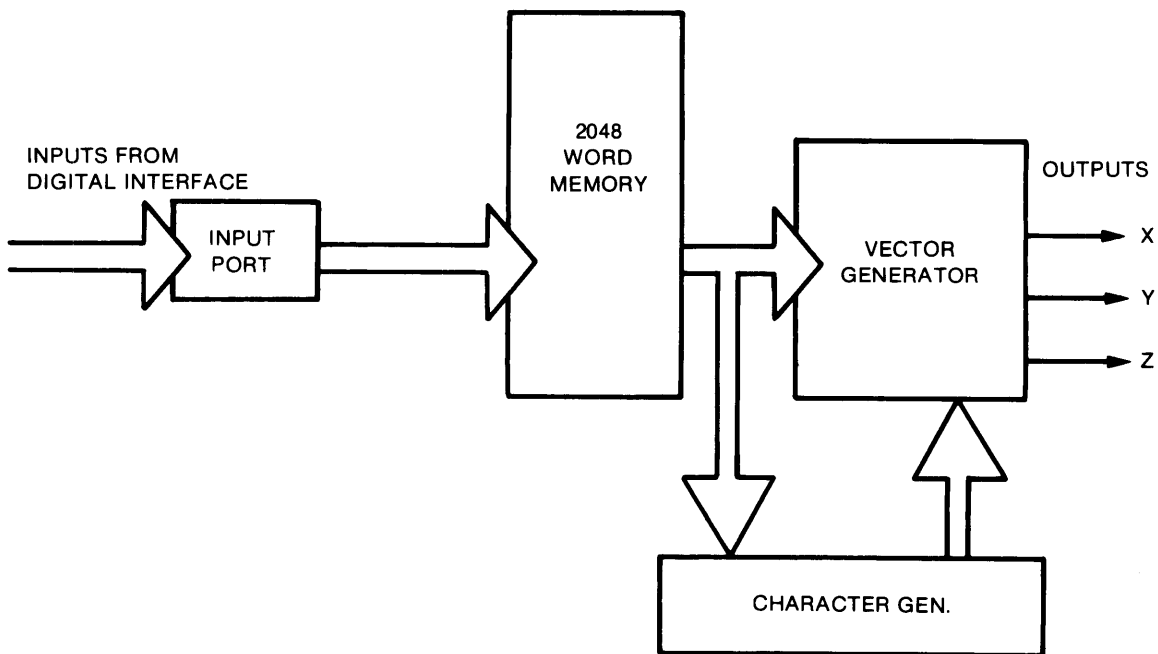 INPUTS FROM
DIGITAL INTERFACE
INPUT
PORT
2048
WORD
MEMORY
VECTOR
GENERATOR
OUTPUTS
X
Y
Z
CHARACTER GEN.